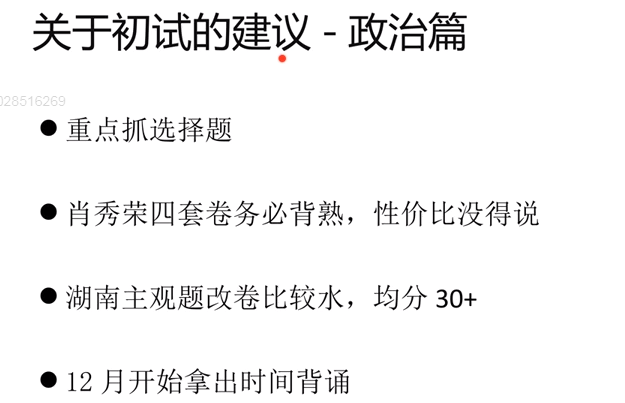 关于初试的建议 - 政治篇
028516269
● 重点抓选择题
● 肖秀荣四套卷务必背熟，性价比没得说
● 湖南主观题改卷比较水，均分 30+
● 12 月开始拿出时间背诵